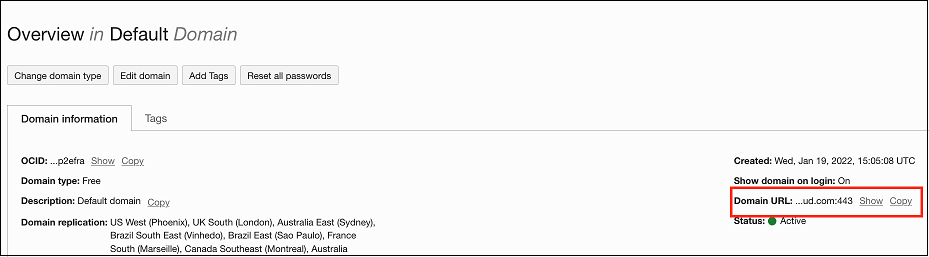 Overview in Default Domain
Change domain type Edit domain Add Tags Reset all passwords
Domain information Tags
OCID: ...p2efra Show Copy
Domain type: Free
Description: Default domain Copy
Domain replication: US West (Phoenix), UK South (London), Australia East (Sydney),
Brazil South East (Vinhedo), Brazil East (Sao Paulo), France
South (Marseille), Canada Southeast (Montreal), Australia
Created: Wed, Jan 19, 2022, 15:05:08 UTC
Show domain on login: On
Domain URL: ...ud.com:443 Show Copy
Status: Active